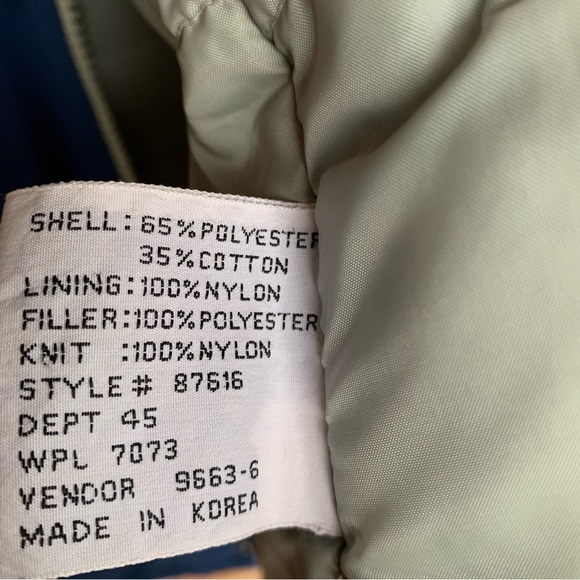 SHELL: 65% POLYESTER
35% COTTON
LINING: 100% NYLON
FILLER: 100% POLYESTER
KNIT : 100% NYLON
STYLE# 87616
DEPT 45
WPL 7073
VENDOR 9663-6
MADE IN KOREA